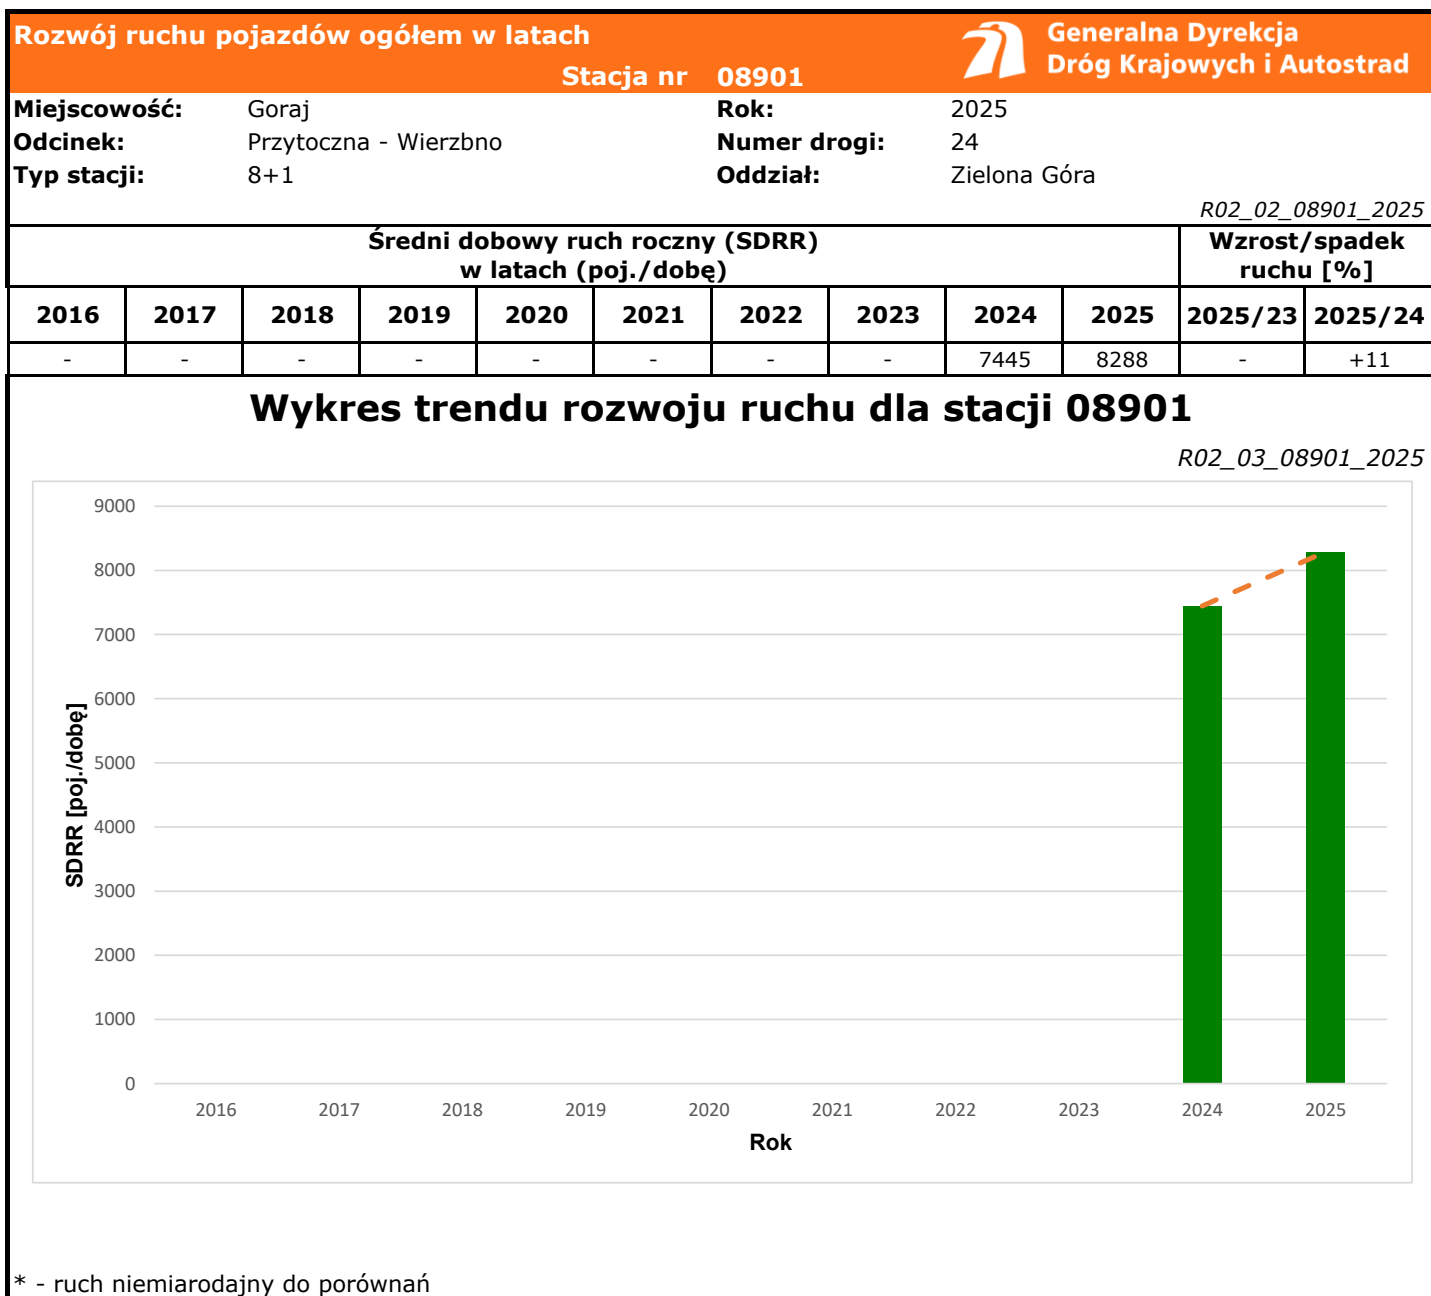 Rozwój ruchu pojazdów ogółem w latach
Stacja nr 08901
Generalna Dyrekcja
Dróg Krajowych i Autostrad
Miejscowość: Goraj Rok: 2025
Odcinek: Przytoczna - Wierzbno Numer drogi: 24
Typ stacji: 8+1 Oddział: Zielona Góra
R02_02_08901_2025
Średni dobowy ruch roczny (SDRR)
w latach (poj./dobę)
Wzrost/spadek
ruchu [%]
2016 2017 2018 2019 2020 2021 2022 2023 2024 2025 2025/23 2025/24
- - - - - - - - 7445 8288 - +11
Wykres trendu rozwoju ruchu dla stacji 08901
R02_03_08901_2025
SDRR [poj./dobę]
9000
8000
7000
6000
5000
4000
3000
2000
1000
0
2016 2017 2018 2019 2020 2021 2022 2023 2024 2025
Rok
* - ruch niemiarodajny do porównań